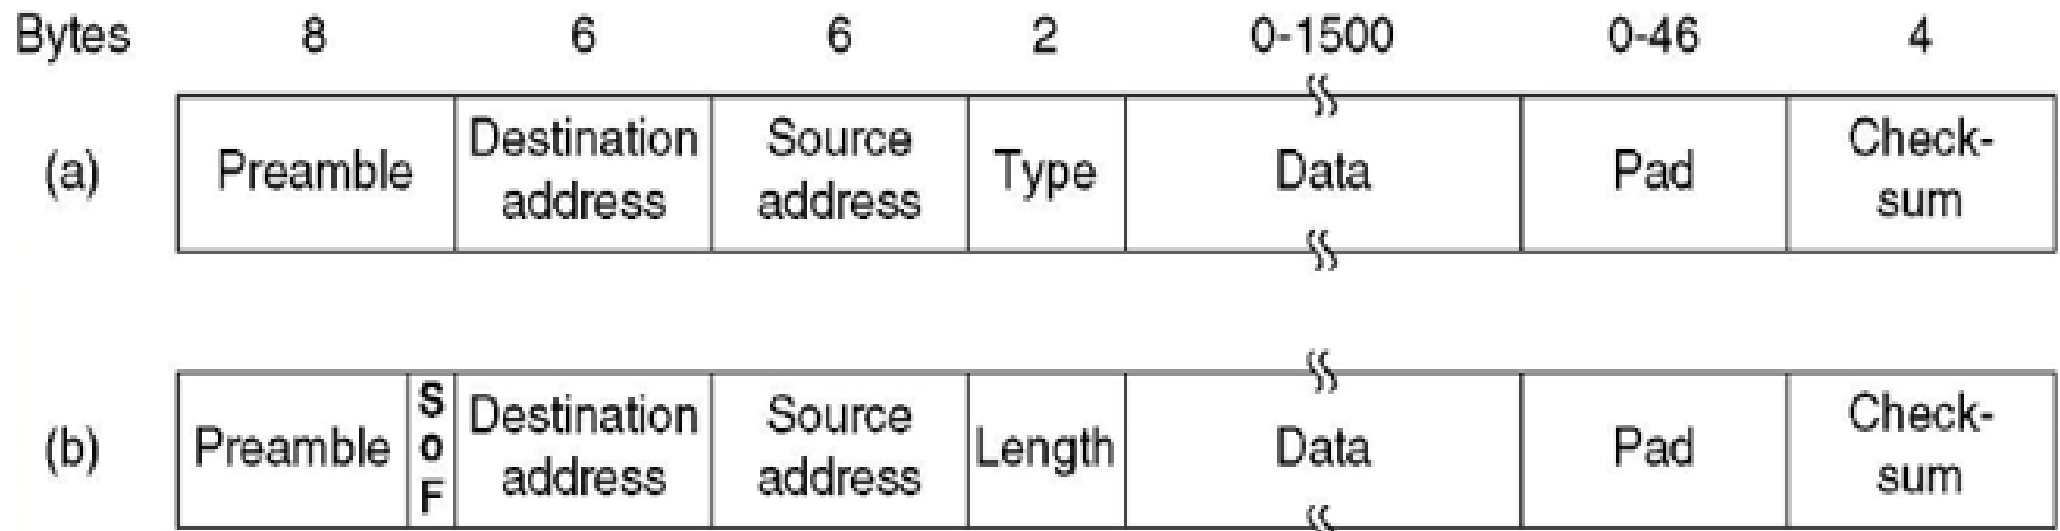 Bytes 8 6 6 2 0-1500 0-46 4
(a) Preamble Destination address Source address Type Data Pad Check-sum
(b) Preamble SoF Destination address Source address Length Data Pad Check-sum